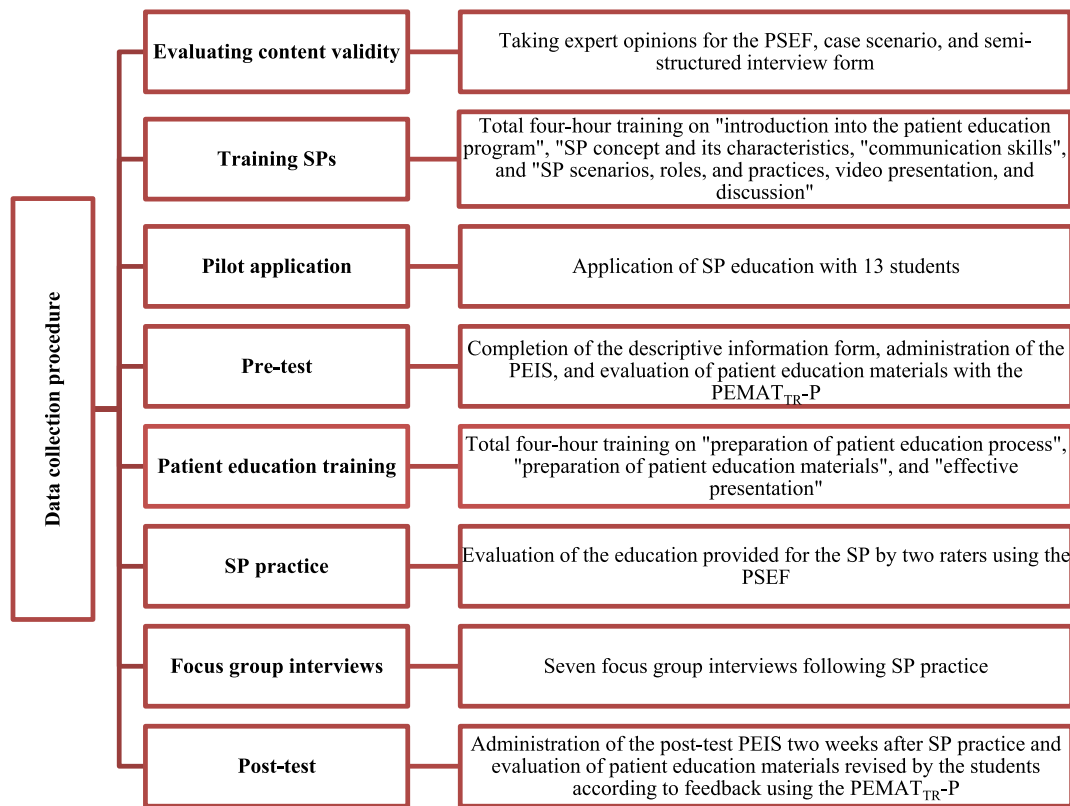 Data collection procedure
Evaluating content validity
Taking expert opinions for the PSEF, case scenario, and semi-
structured interview form
Training SPs
Total four-hour training on "introduction into the patient education
program", "SP concept and its characteristics, "communication skills",
and "SP scenarios, roles, and practices, video presentation, and
discussion"
Pilot application
Application of SP education with 13 students
Pre-test
Completion of the descriptive information form, administration of the
PEIS, and evaluation of patient education materials with the
PEMATTR-P
Patient education training
Total four-hour training on "preparation of patient education process",
"preparation of patient education materials", and "effective
presentation"
SP practice
Evaluation of the education provided for the SP by two raters using the
PSEF
Focus group interviews
Seven focus group interviews following SP practice
Post-test
Administration of the post-test PEIS two weeks after SP practice and
evaluation of patient education materials revised by the students
according to feedback using the PEMATTR-P